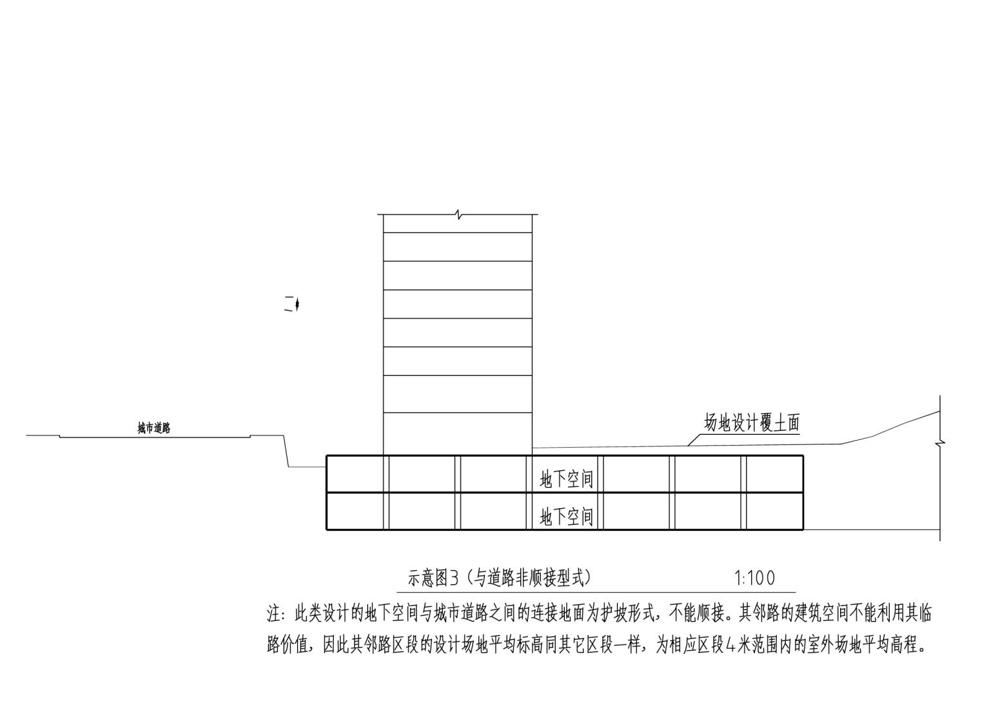 城市道路
场地设计覆土面
地下空间
地下空间
示意图3（与道路非顺接型式） 1:100
注：此类设计的地下空间与城市道路之间的连接地面为护坡形式，不能顺接。其邻路的建筑空间不能利用其临
路价值，因此其邻路区段的设计场地平均标高同其它区段一样，为相应区段4米范围内的室外场地平均高程。